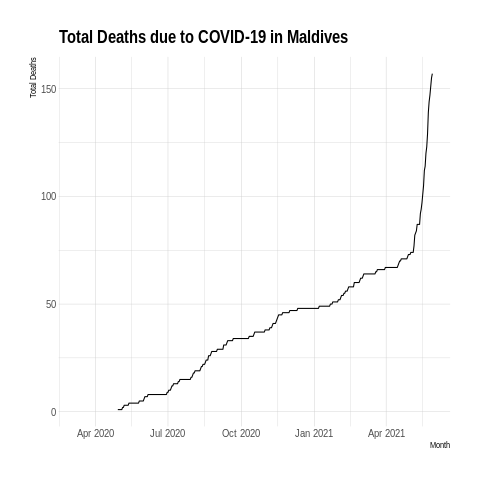 Total Deaths due to COVID-19 in Maldives
Total Deaths
150
100
50
0
Apr 2020 Jul 2020 Oct 2020 Jan 2021 Apr 2021
Month